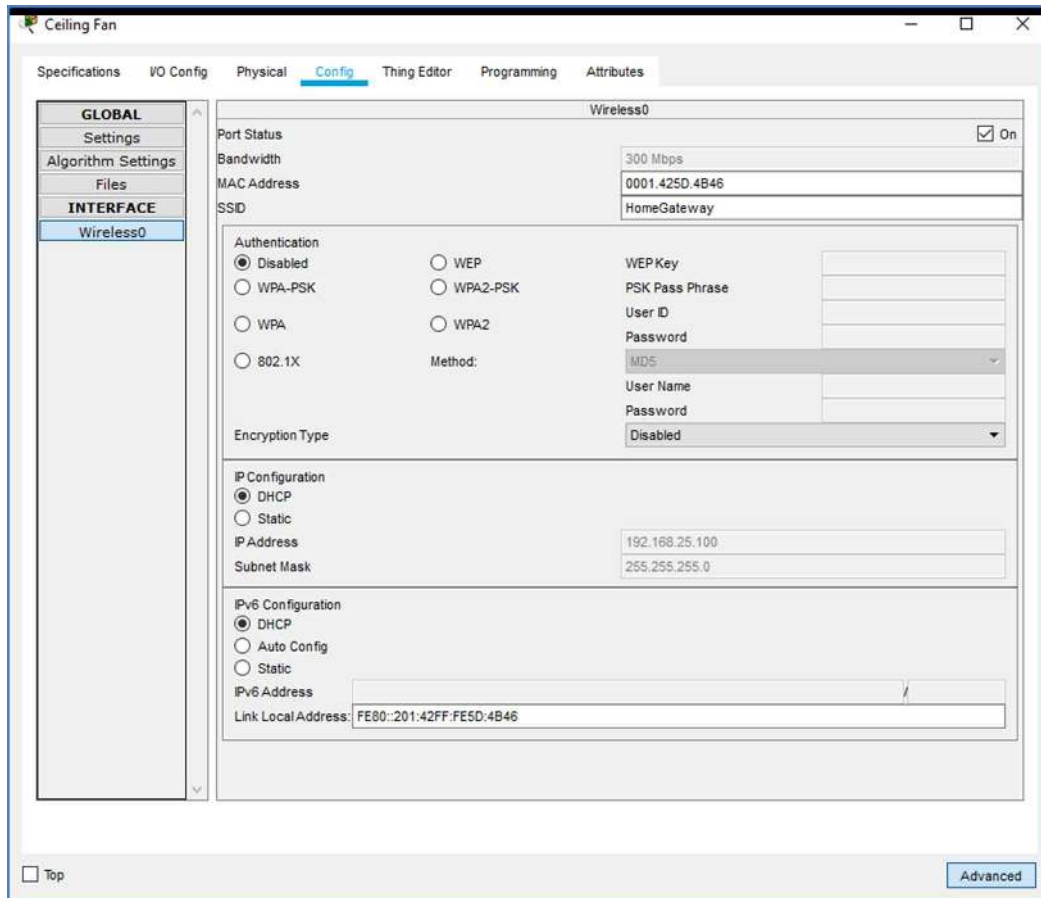 Ceiling Fan
Specifications I/O Config Physical Config Thing Editor Programming Attributes
GLOBAL
Settings
Algorithm Settings
Files
INTERFACE
Wireless0
Wireless0
Port Status On
Bandwidth 300 Mbps
MAC Address 0001.425D.4B46
SSID HomeGateway
Authentication
Disabled WEP WEP Key
WPA-PSK WPA2-PSK PSK Pass Phrase
User ID
WPA WPA2
Password
802.1X Method: MD5
User Name
Password
Encryption Type Disabled
IP Configuration
DHCP
Static
IP Address 192.168.25.100
Subnet Mask 255.255.255.0
IPv6 Configuration
DHCP
Auto Config
Static
IPv6 Address /
Link Local Address: FE80::201:42FF:FE5D:4B46
Top Advanced